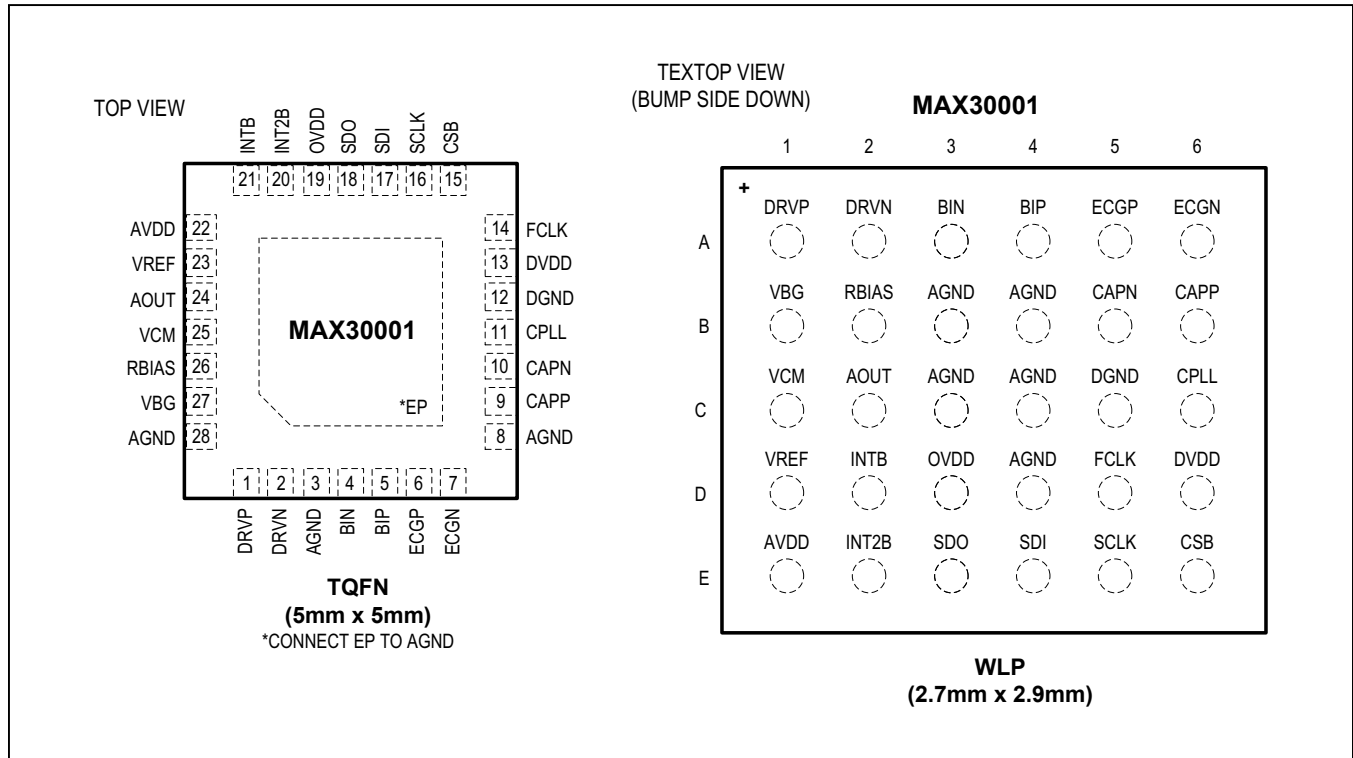 TOP VIEW
INTB INT2B OVDD SDO SDI SCLK CSB
21 20 19 18 17 16 15
AVDD 22
VREF 23
AOUT 24
VCM 25
RBIAS 26
VBG 27
AGND 28
MAX30001
*EP
14 FCLK
13 DVDD
12 DGND
11 CPLL
10 CAPN
9 CAPP
8 AGND
1 2 3 4 5 6 7
DRVP DRVN AGND BIN BIP ECGP ECGN
TQFN
(5mm x 5mm)
*CONNECT EP TO AGND
TEXTOP VIEW
(BUMP SIDE DOWN)
MAX30001
1 2 3 4 5 6
+
DRVP DRVN BIN BIP ECGP ECGN
A
VBG RBIAS AGND AGND CAPN CAPP
B
VCM AOUT AGND AGND DGND CPLL
C
VREF INTB OVDD AGND FCLK DVDD
D
AVDD INT2B SDO SDI SCLK CSB
E
WLP
(2.7mm x 2.9mm)